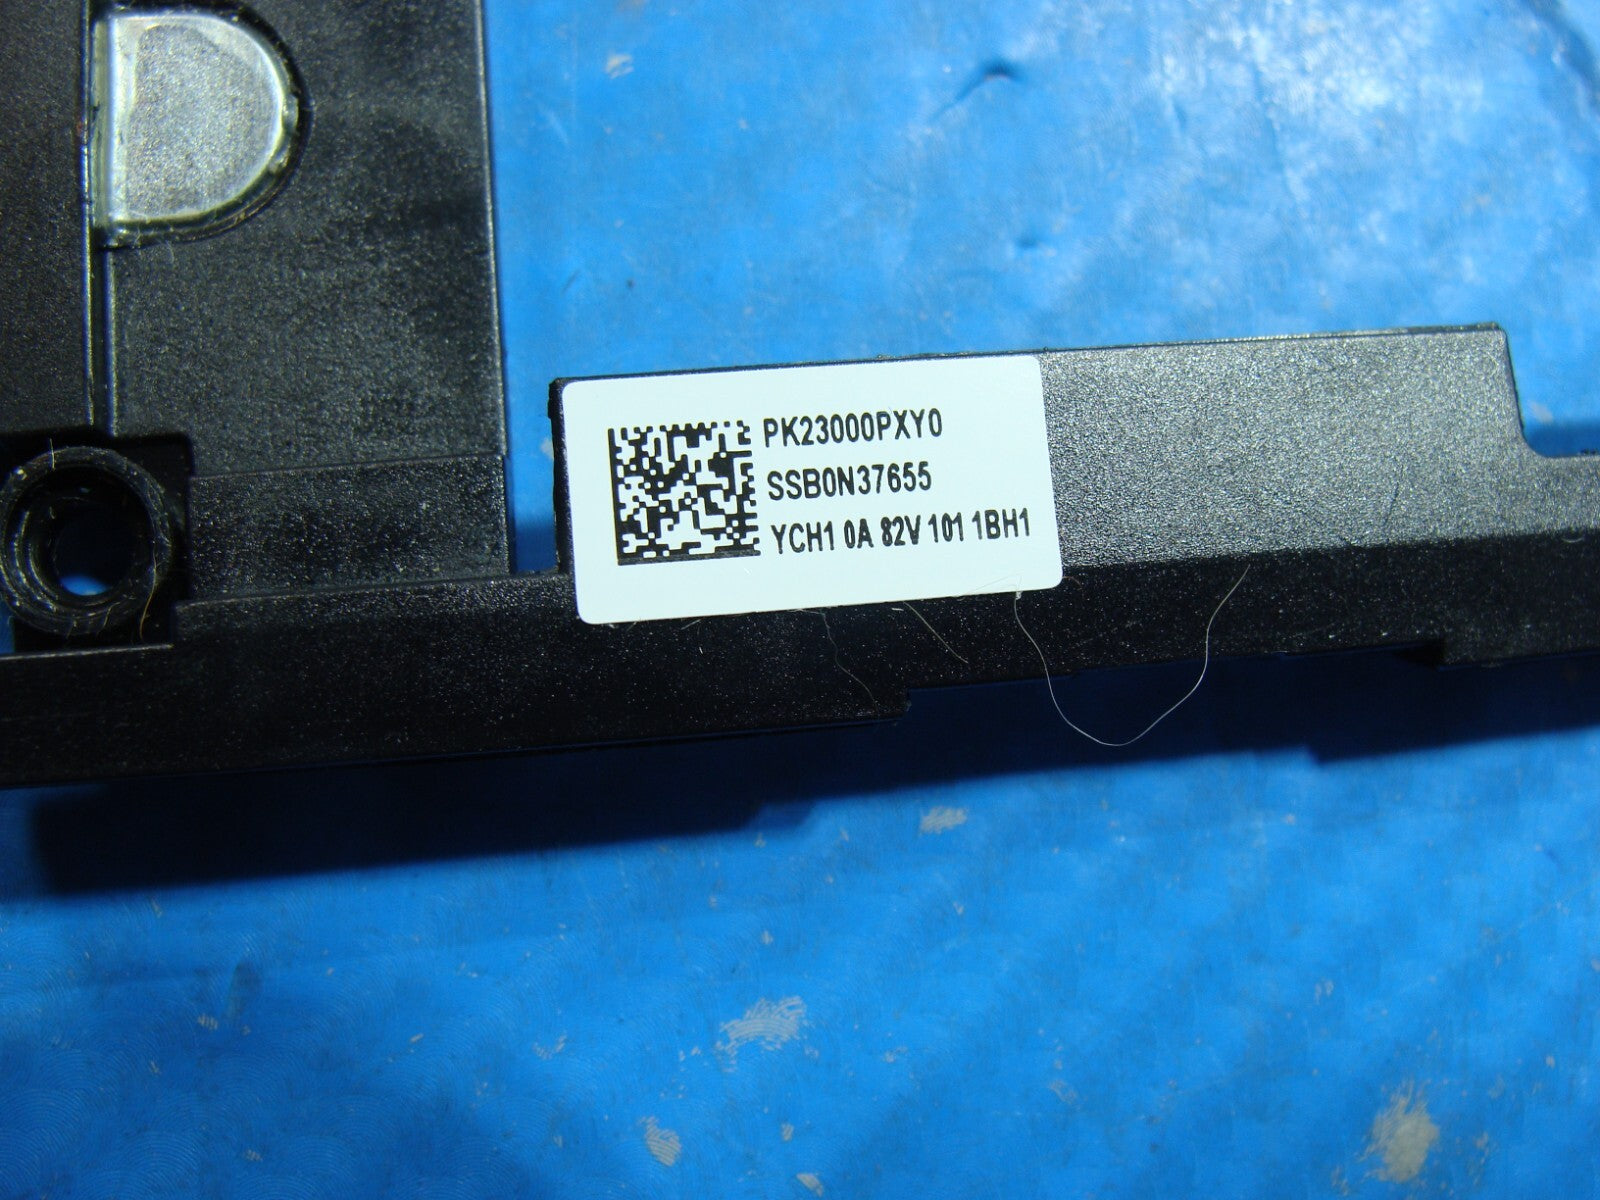 PK23000PXY0
SSB0N37655
YCH1 0A 82V 101 1BH1